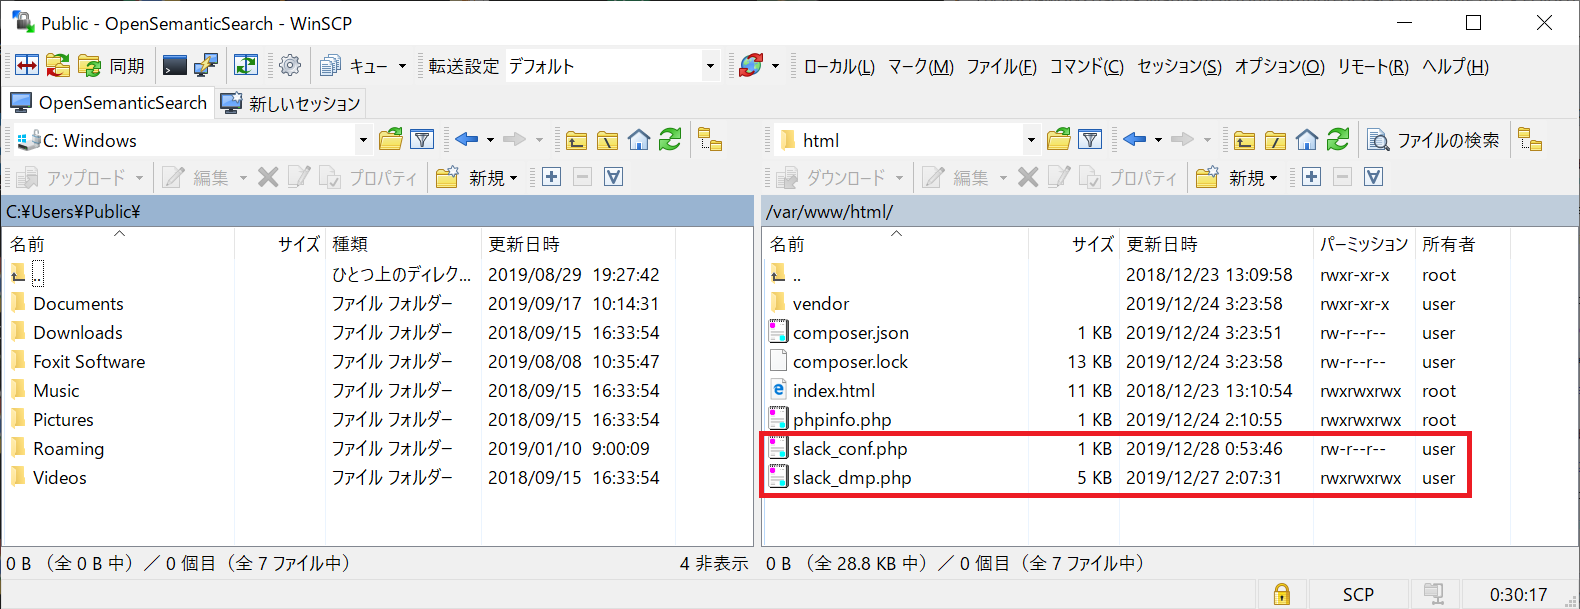 Public - OpenSemanticSearch - WinSCP
同期 キュー 転送設定 デフォルト ローカル(L) マーク(M) ファイル(F) コマンド(C) セッション(S) オプション(O) リモート(R) ヘルプ(H)
OpenSemanticSearch 新しいセッション
C: Windows html ファイルの検索
アップロード 編集 プロパティ 新規 ダウンロード 編集 プロパティ 新規
C:¥Users¥Public¥ /var/www/html/
名前 サイズ 種類 更新日時 名前 サイズ 更新日時 パーミッション 所有者
.. ひとつ上のディレク... 2019/08/29 19:27:42 .. 2018/12/23 13:09:58 rwxr-xr-x root
Documents ファイル フォルダー 2019/09/17 10:14:31 vendor 2019/12/24 3:23:58 rwxr-xr-x user
Downloads ファイル フォルダー 2018/09/15 16:33:54 composer.json 1 KB 2019/12/24 3:23:51 rw-r--r-- user
Foxit Software ファイル フォルダー 2019/08/08 10:35:47 composer.lock 13 KB 2019/12/24 3:23:58 rw-r--r-- user
Music ファイル フォルダー 2018/09/15 16:33:54 index.html 11 KB 2018/12/23 13:10:54 rwxrwxrwx root
Pictures ファイル フォルダー 2018/09/15 16:33:54 phpinfo.php 1 KB 2019/12/24 2:10:55 rwxrwxrwx root
Roaming ファイル フォルダー 2019/01/10 9:00:09 slack_conf.php 1 KB 2019/12/28 0:53:46 rw-r--r-- user
Videos ファイル フォルダー 2018/09/15 16:33:54 slack_dmp.php 5 KB 2019/12/27 2:07:31 rwxrwxrwx user
0 B （全 0 B 中）／ 0 個目（全 7 ファイル中） 4 非表示 0 B （全 28.8 KB 中）／ 0 個目（全 7 ファイル中）
SCP 0:30:17